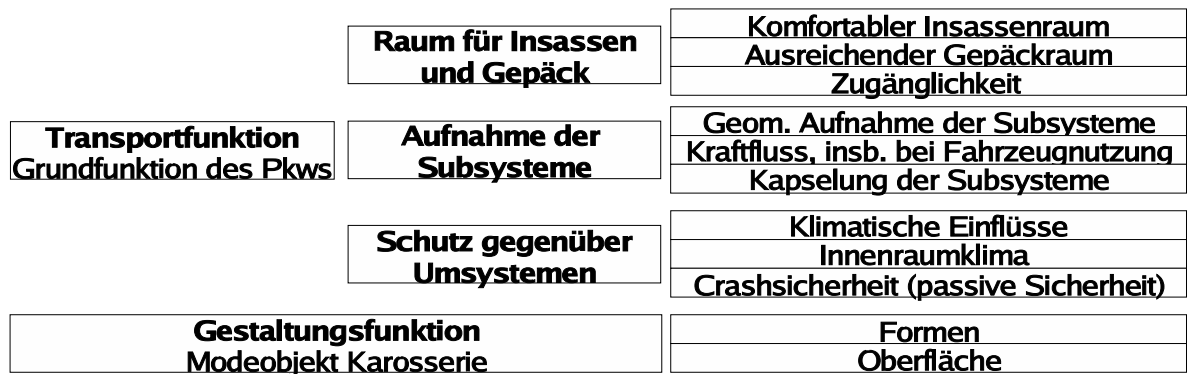 Raum für Insassen
und Gepäck
Komfortabler Insassenraum
Ausreichender Gepäckraum
Zugänglichkeit
Transportfunktion
Grundfunktion des Pkws
Aufnahme der
Subsysteme
Geom. Aufnahme der Subsysteme
Kraftfluss, insb. bei Fahrzeugnutzung
Kapselung der Subsysteme
Schutz gegenüber
Umsystemen
Klimatische Einflüsse
Innenraumklima
Crashsicherheit (passive Sicherheit)
Gestaltungsfunktion
Modeobjekt Karosserie
Formen
Oberfläche